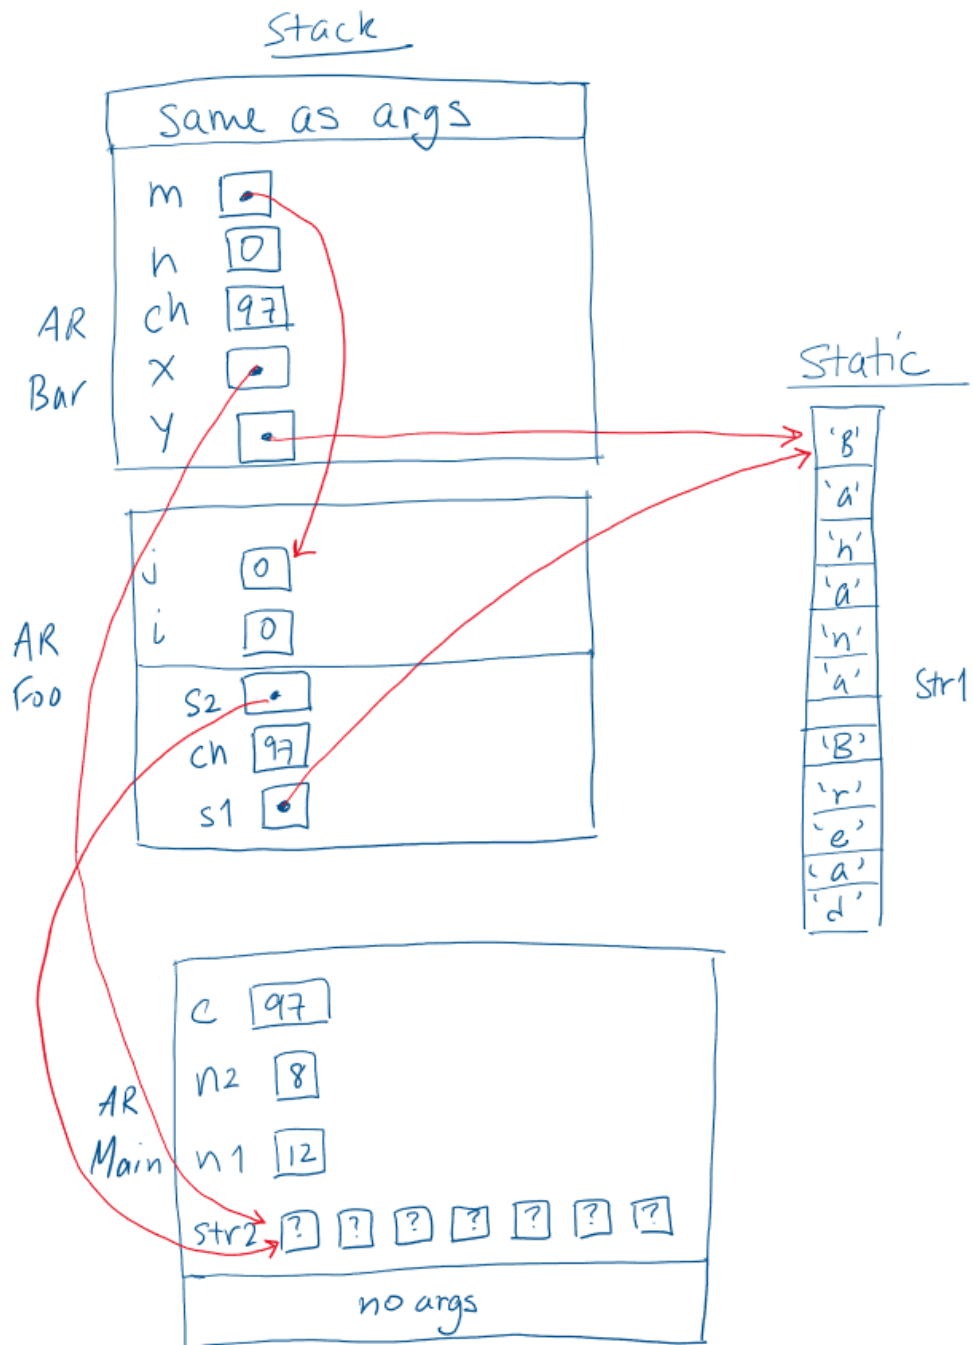 Stack
same as args
m
n 0
ch 97
AR
Bar
x
y
j 0
i 0
AR
Foo
s2
ch 97
s1
Static
'B'
'a'
'n'
'a'
'n'
'a'
'B'
'r'
'e'
'a'
'd'
Str1
c 97
n2 8
AR
Main
n1 12
str2 ? ? ? ? ? ? ?
no args